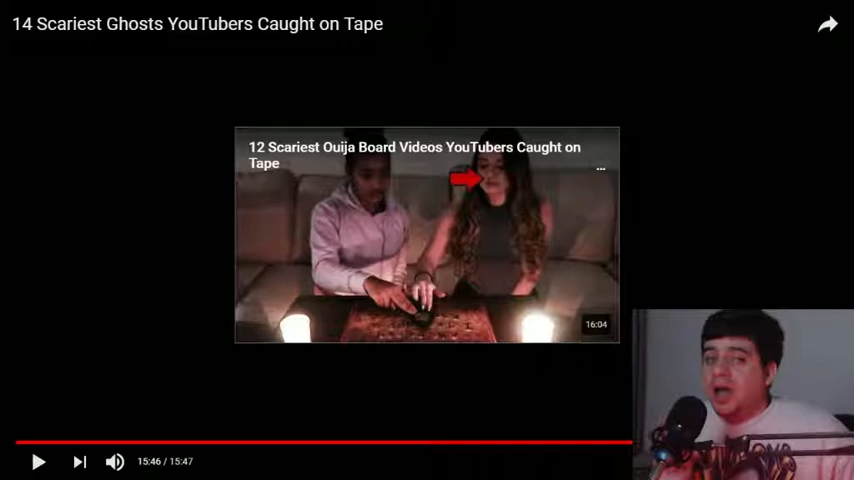 14 Scariest Ghosts YouTubers Caught on Tape
12 Scariest Ouija Board Videos YouTubers Caught on
Tape
16:04
15:46 / 15:47